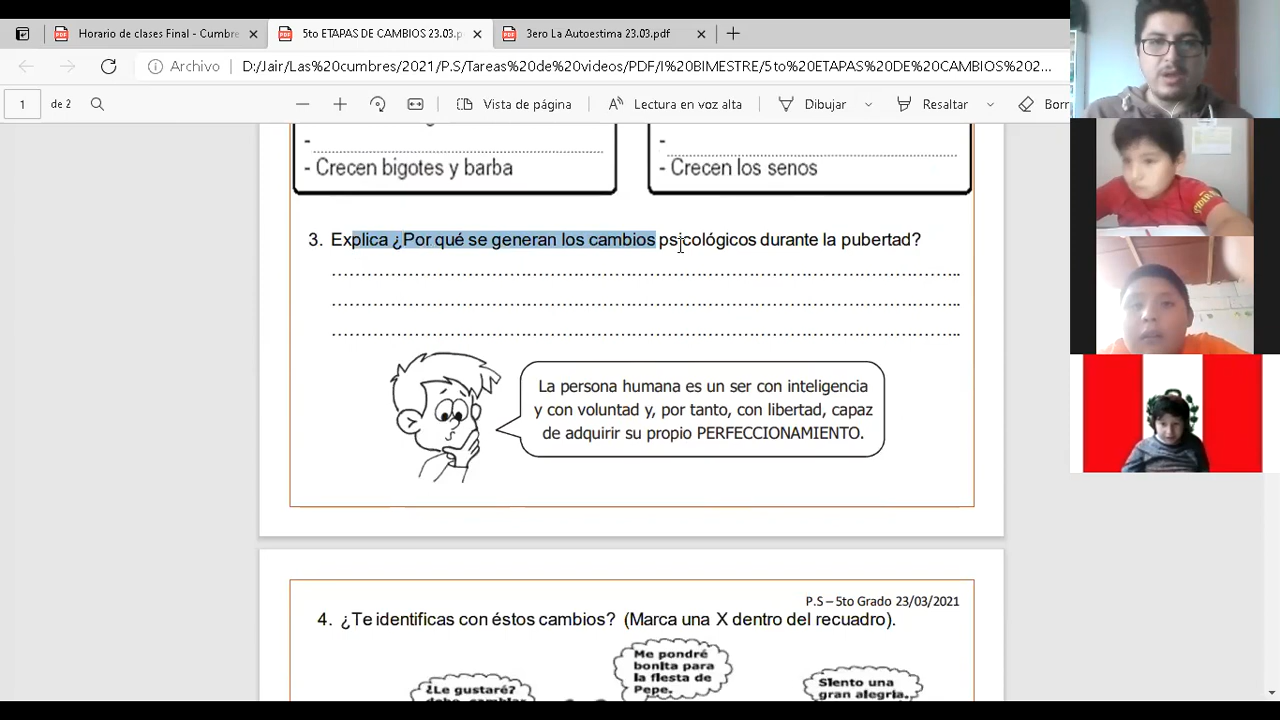 Horario de clases Final - Cumbre
5to ETAPAS DE CAMBIOS 23.03.p
3ero La Autoestima 23.03.pdf
Archivo
D:/Jair/Las%20cumbres/2021/P.S/Tareas%20de%20videos/PDF/I%20BIMESTRE/5to%20ETAPAS%20DE%20CAMBIOS%202...
1 de 2
Vista de página
Lectura en voz alta
Dibujar
Resaltar
Borr
- Crecen bigotes y barba
- Crecen los senos
3. Explica ¿Por qué se generan los cambios psicológicos durante la pubertad?
La persona humana es un ser con inteligencia
y con voluntad y, por tanto, con libertad, capaz
de adquirir su propio PERFECCIONAMIENTO.
P.S – 5to Grado 23/03/2021
4. ¿Te identificas con éstos cambios? (Marca una X dentro del recuadro).
Me pondré
bonita para
la fiesta de
Pepe.
¿Le gustaré?
Siento una
gran alegría.